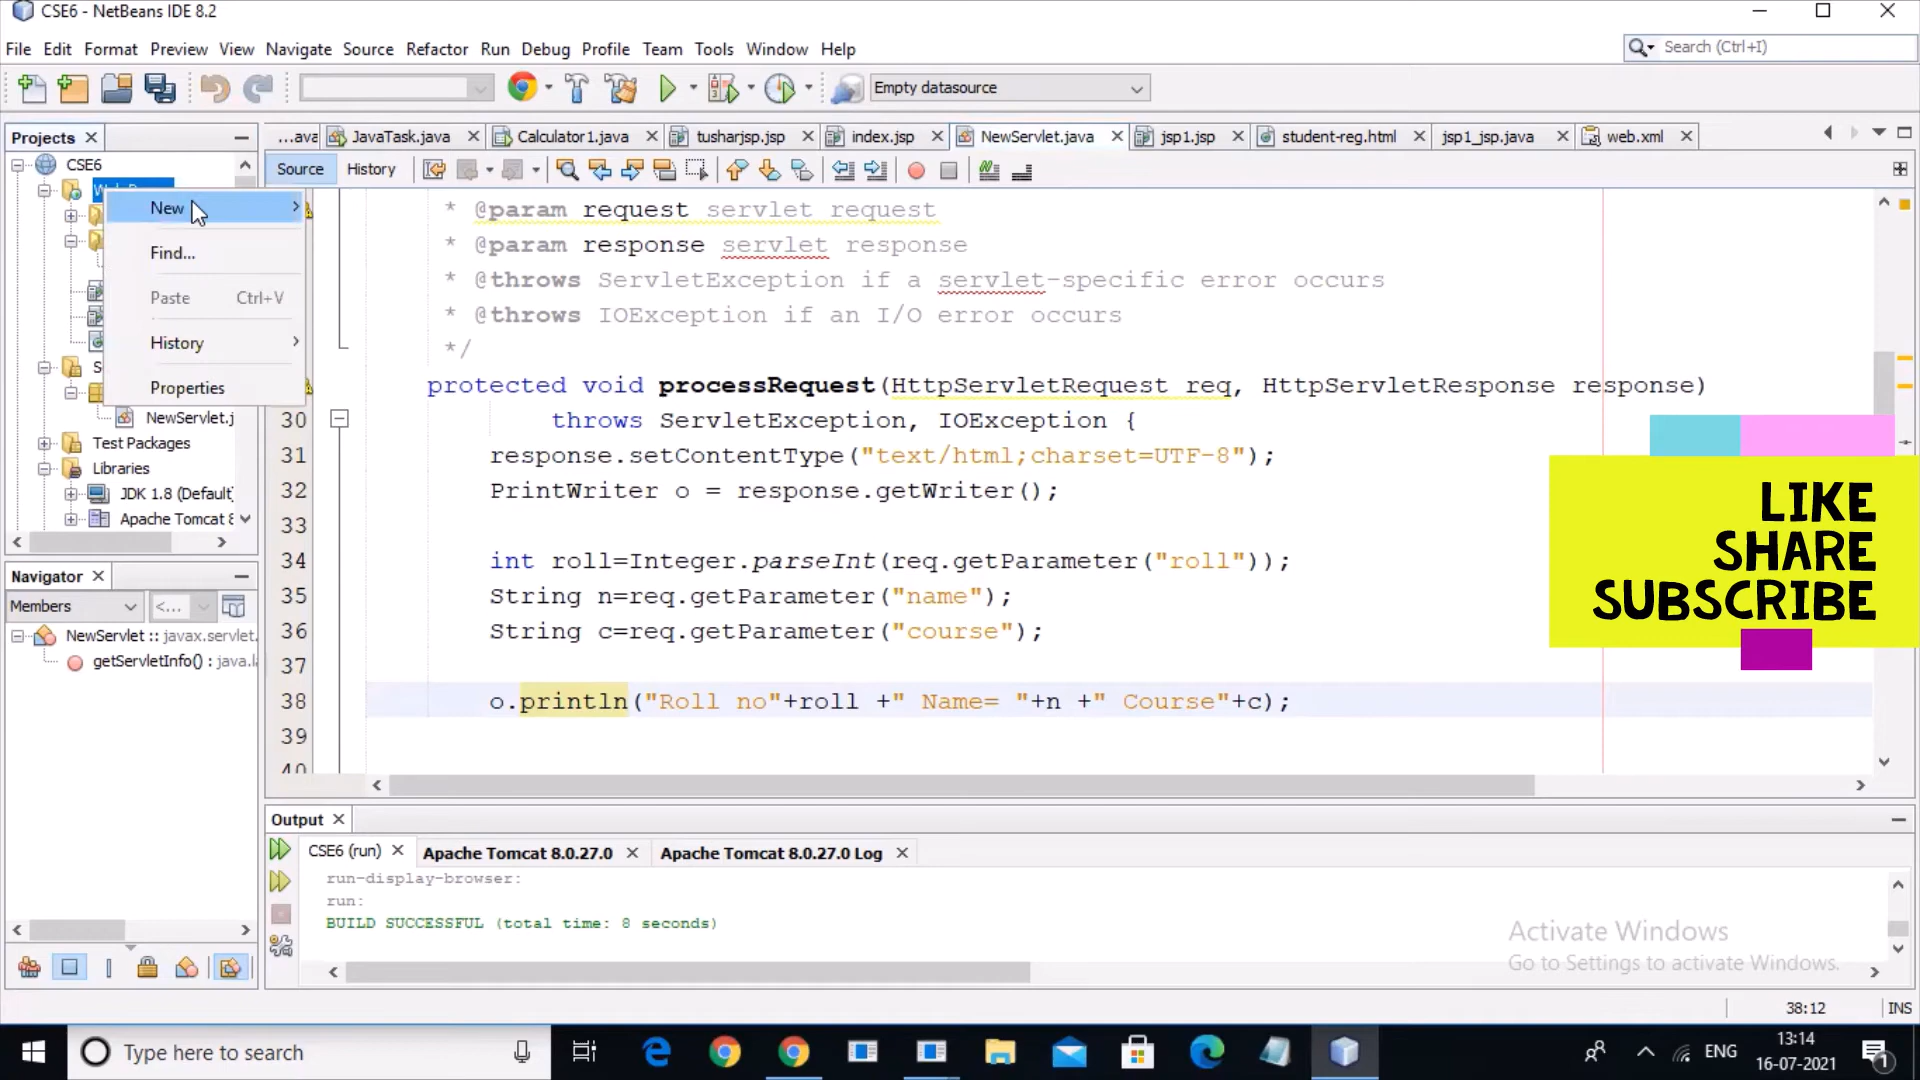 CSE6 - NetBeans IDE 8.2
File Edit Format Preview View Navigate Source Refactor Run Debug Profile Team Tools Window Help
Search (Ctrl+I)
Empty datasource
Projects
...ava JavaTask.java Calculator1.java tusharjsp.jsp index.jsp NewServlet.java jsp1.jsp student-reg.html jsp1_jsp.java web.xml
CSE6
Source History
New
Find...
Paste Ctrl+V
History
Properties
NewServlet.j
Test Packages
Libraries
JDK 1.8 (Default)
Apache Tomcat 8
* @param request servlet request
* @param response servlet response
* @throws ServletException if a servlet-specific error occurs
* @throws IOException if an I/O error occurs
*/
protected void processRequest(HttpServletRequest req, HttpServletResponse response)
30 throws ServletException, IOException {
31 response.setContentType("text/html;charset=UTF-8");
32 PrintWriter o = response.getWriter();
33
34 int roll=Integer.parseInt(req.getParameter("roll"));
35 String n=req.getParameter("name");
36 String c=req.getParameter("course");
37
38 o.println("Roll no"+roll +" Name= "+n +" Course"+c);
39
40
LIKE
SHARE
SUBSCRIBE
Navigator
Members <...
NewServlet :: javax.servlet.
getServletInfo() : java.la
Output
CSE6 (run) Apache Tomcat 8.0.27.0 Apache Tomcat 8.0.27.0 Log
run-display-browser:
run:
BUILD SUCCESSFUL (total time: 8 seconds)
Activate Windows
Go to Settings to activate Windows.
38:12 INS
Type here to search
ENG
13:14
16-07-2021
1